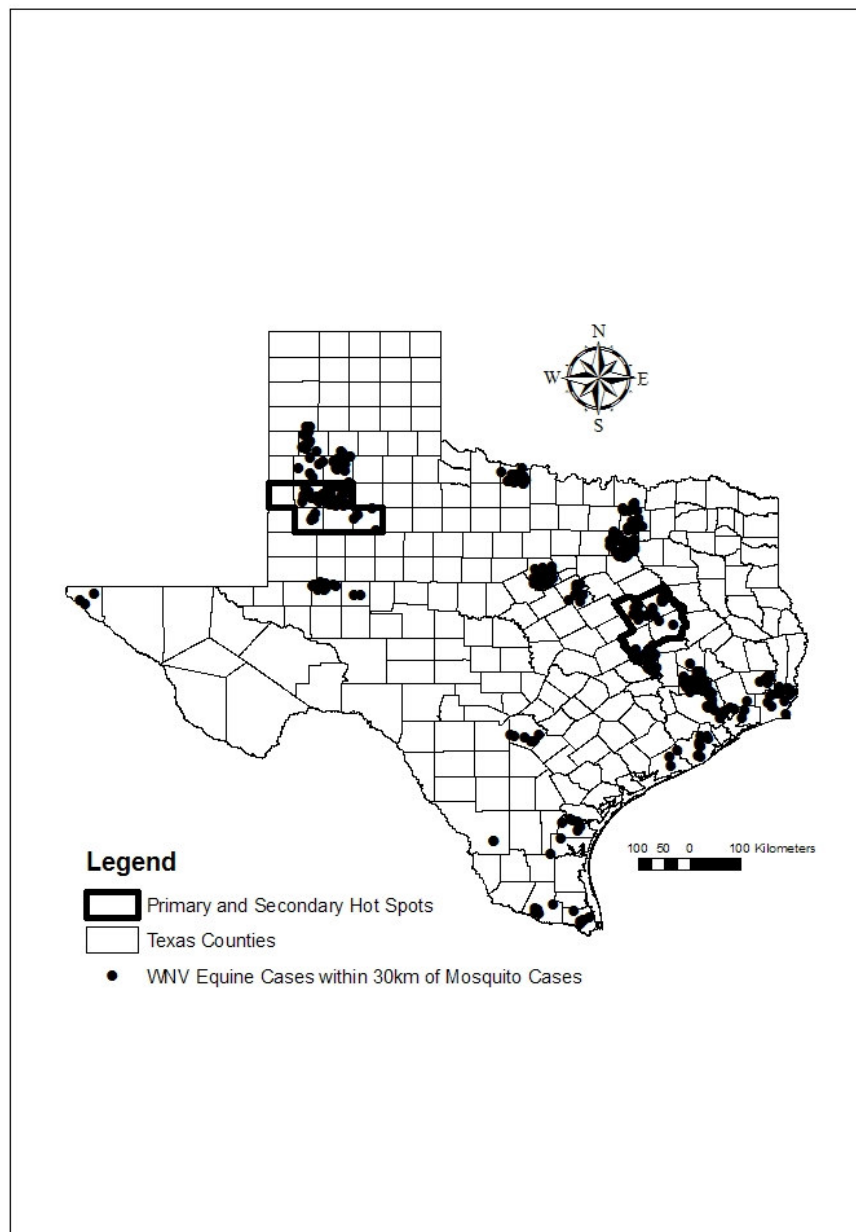 N
W E
S
Legend
Primary and Secondary Hot Spots
Texas Counties
WNV Equine Cases within 30km of Mosquito Cases
100 50 0 100 Kilometers